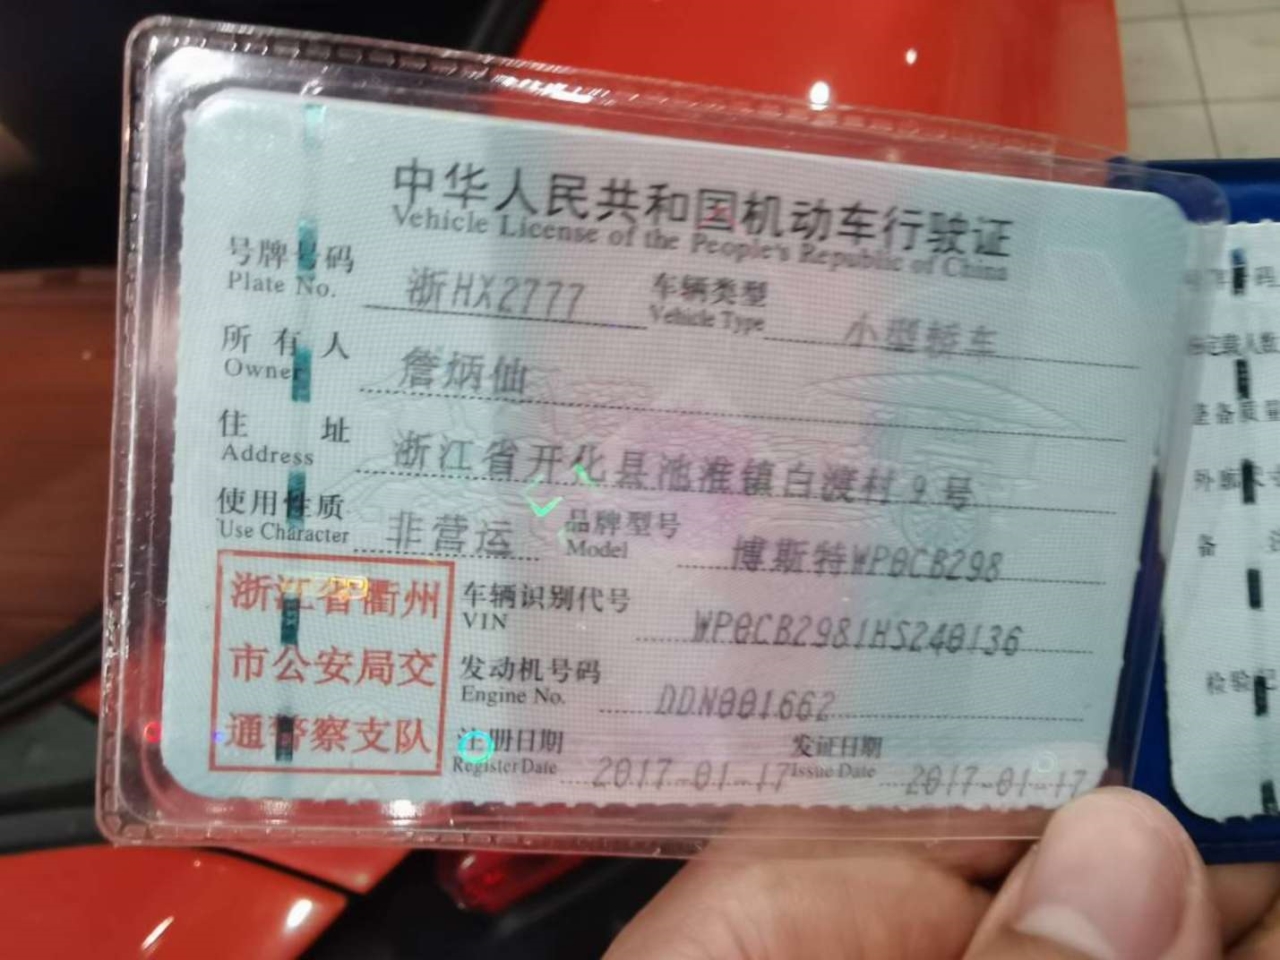 中华人民共和国机动车行驶证
Vehicle License of the People's Republic of China
号牌号码 浙HX2777 车辆类型 小型轿车
Plate No. Vehicle Type
所有人 詹炳仙
Owner
住址 浙江省开化县池淮镇白渡村9号
Address
使用性质 非营运 品牌型号 博斯特WP0CB298
Use Character Model
浙江省衢州
市公安局交
通警察支队
车辆识别代号 WP0CB2981HS240136
VIN
发动机号码 DDN001662
Engine No.
注册日期 2017-01-17 发证日期 2017-01-17
Register Date Issue Date
备
检验记